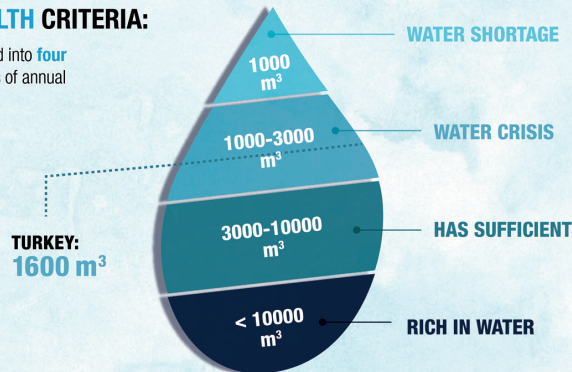 CRITERIA:
into four
of annual
1000
m³
WATER SHORTAGE
1000-3000
m³
WATER CRISIS
TURKEY:
1600 m³
3000-10000
m³
HAS SUFFICIENT
< 10000
m³
RICH IN WATER